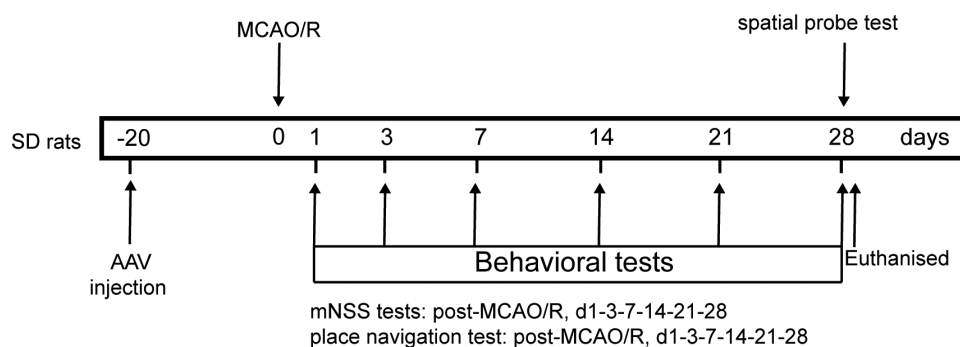 MCAO/R
spatial probe test
SD rats
-20 0 1 3 7 14 21 28 days
AAV
injection
Behavioral tests
Euthanised
mNSS tests: post-MCAO/R, d1-3-7-14-21-28
place navigation test: post-MCAO/R, d1-3-7-14-21-28